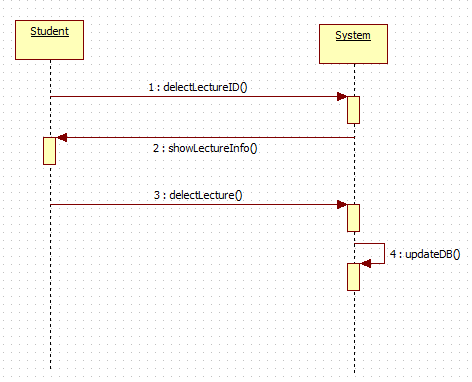 Student
System
1 : delectLectureID()
2 : showLectureInfo()
3 : delectLecture()
4 : updateDB()